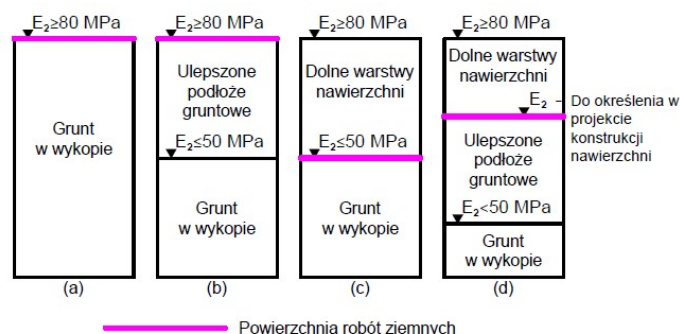 E₂≥80 MPa
Grunt
w wykopie
(a)
E₂≥80 MPa
Ulepszone
podłoże
gruntowe
E₂≤50 MPa
Grunt
w wykopie
(b)
E₂≥80 MPa
Dolne warstwy
nawierzchni
E₂≤50 MPa
Grunt
w wykopie
(c)
E₂≥80 MPa
Dolne warstwy
nawierzchni
E₂ - Do określenia w
projekcie
konstrukcji
nawierzchni
Ulepszone
podłoże
gruntowe
E₂<50 MPa
Grunt
w wykopie
(d)
Powierzchnia robót ziemnych